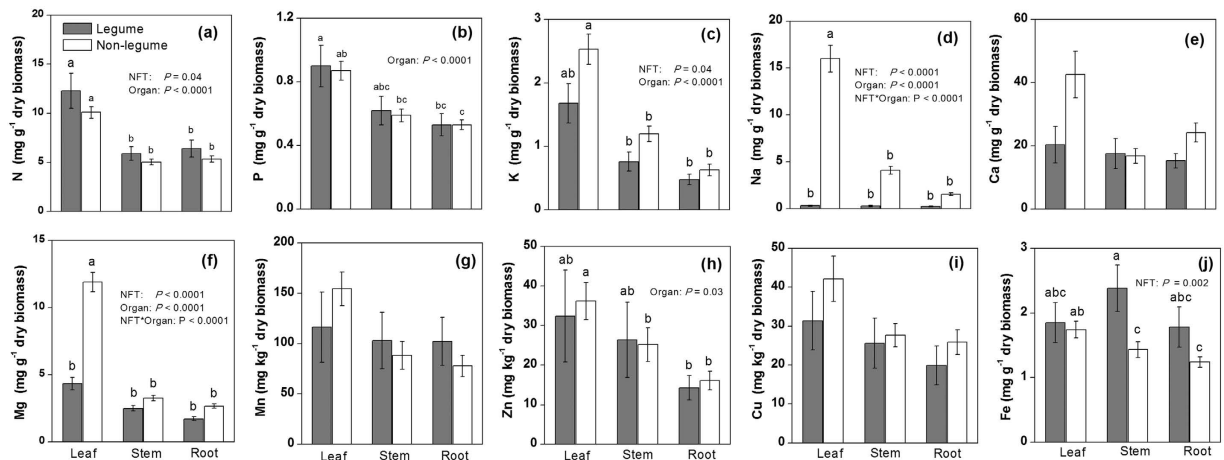 (a)
Legume
Non-legume
NFT: P = 0.04
Organ: P < 0.0001
N (mg g-1 dry biomass)
20
15
10
5
0
a
a
b
b
b
b
(b)
Organ: P < 0.0001
P (mg g-1 dry biomass)
1.2
0.8
0.4
0.0
a
ab
abc
bc
bc
c
(c)
NFT: P = 0.04
Organ: P < 0.0001
K (mg g-1 dry biomass)
3
2
1
0
ab
a
b
b
b
b
(d)
NFT: P < 0.0001
Organ: P < 0.0001
NFT*Organ: P < 0.0001
Na (mg g-1 dry biomass)
20
15
10
5
0
b
a
b
b
b
b
(e)
Ca (mg g-1 dry biomass)
60
40
20
0
(f)
NFT: P < 0.0001
Organ: P < 0.0001
NFT*Organ: P < 0.0001
Mg (mg g-1 dry biomass)
15
10
5
0
b
a
b
b
b
b
Leaf Stem Root
(g)
Mn (mg kg-1 dry biomass)
200
150
100
50
0
Leaf Stem Root
(h)
Organ: P = 0.03
Zn (mg kg-1 dry biomass)
50
40
30
20
10
0
ab
a
ab
b
b
b
Leaf Stem Root
(i)
Cu (mg kg-1 dry biomass)
50
40
30
20
10
0
Leaf Stem Root
(j)
NFT: P = 0.002
Fe (mg g-1 dry biomass)
3
2
1
0
abc
abc
a
c
abc
c
Leaf Stem Root